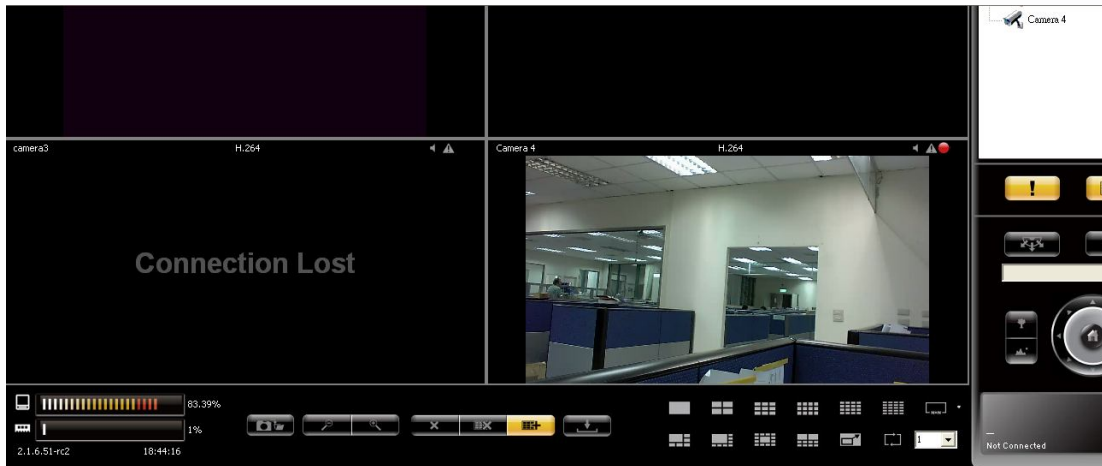 Camera 4
camera3 H.264
Camera 4 H.264
Connection Lost
83.39%
1%
2.1.6.51-rc2 18:44:16
1
Not Connected